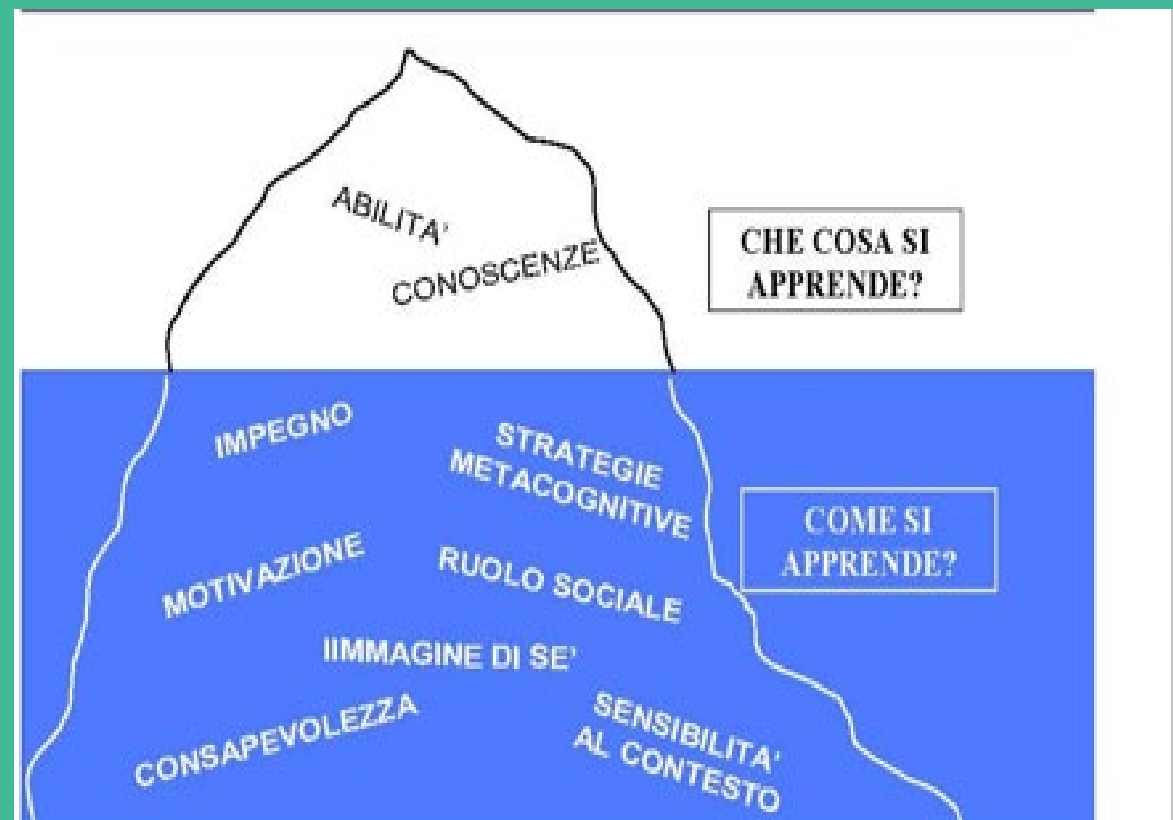 ABILITA'
CONOSCENZE
CHE COSA SI
APPRENDE?
IMPEGNO
STRATEGIE
METACOGNITIVE
COME SI
APPRENDE?
MOTIVAZIONE
RUOLO SOCIALE
IIMMAGINE DI SE'
CONSAPEVOLEZZA
SENSIBILITA'
AL CONTESTO